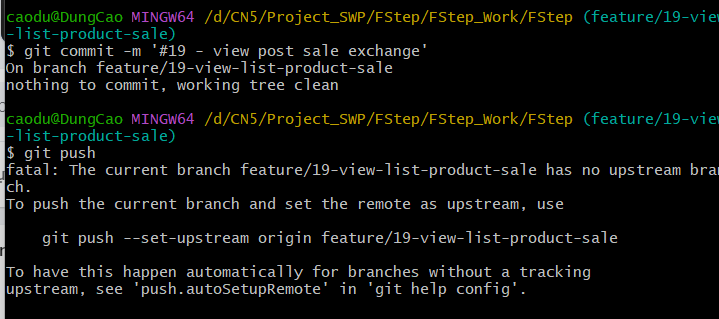 caodu@DungCao MINGW64 /d/CN5/Project_SWP/FStep/FStep_Work/FStep (feature/19-view
-list-product-sale)
$ git commit -m '#19 - view post sale exchange'
On branch feature/19-view-list-product-sale
nothing to commit, working tree clean
caodu@DungCao MINGW64 /d/CN5/Project_SWP/FStep/FStep_Work/FStep (feature/19-view
-list-product-sale)
$ git push
fatal: The current branch feature/19-view-list-product-sale has no upstream bran
ch.
To push the current branch and set the remote as upstream, use
git push --set-upstream origin feature/19-view-list-product-sale
To have this happen automatically for branches without a tracking
upstream, see 'push.autoSetupRemote' in 'git help config'.